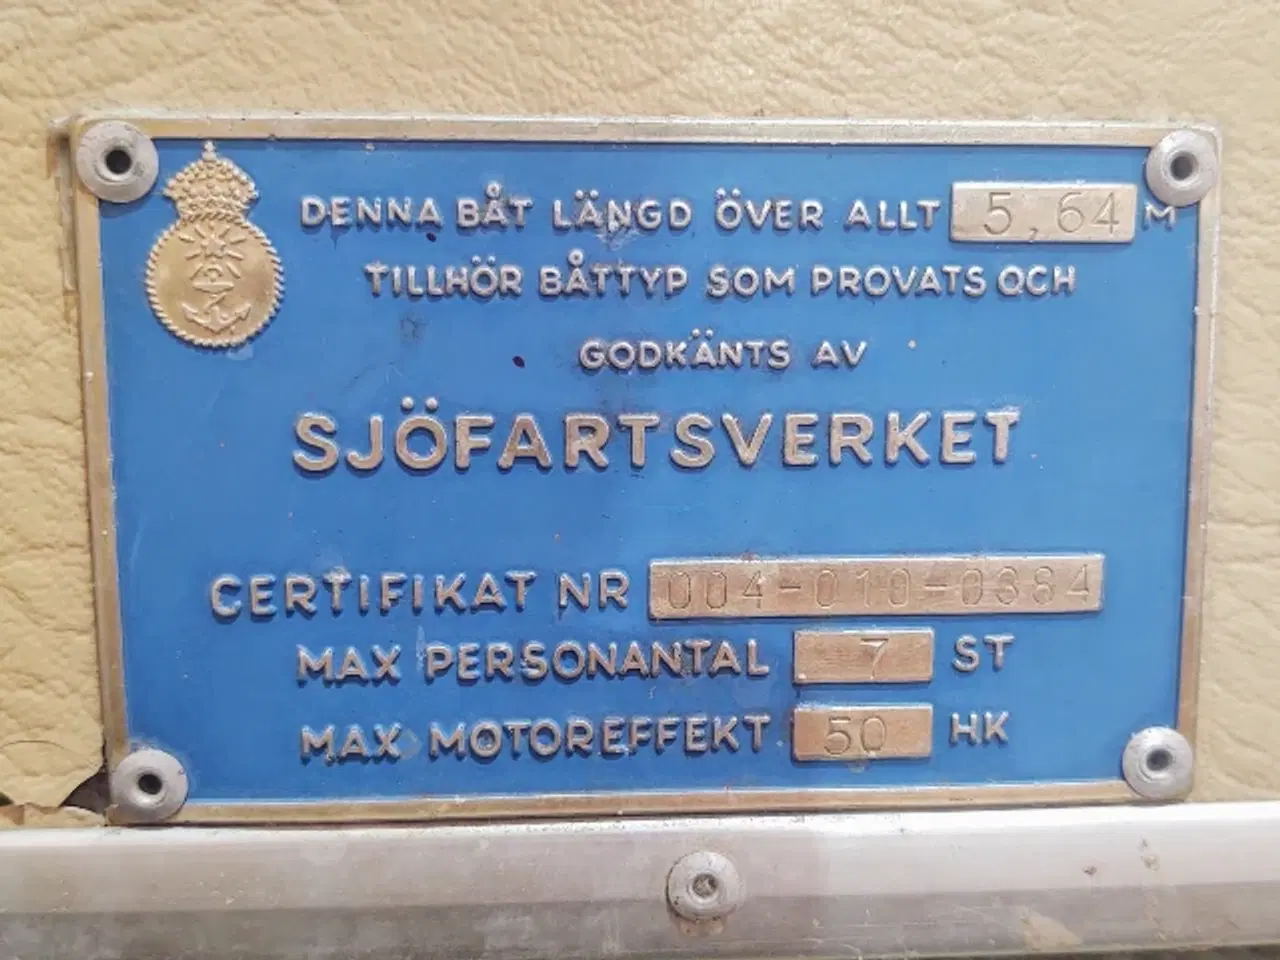 DENNA BÅT LÄNGD ÖVER ALLT 5,64 M
TILLHÖR BÅTTYP SOM PROVATS OCH
GODKÄNTS AV
SJÖFARTSVERKET
CERTIFIKAT NR 004-010-0384
MAX PERSONANTAL 7 ST
MAX MOTOREFFEKT 50 HK